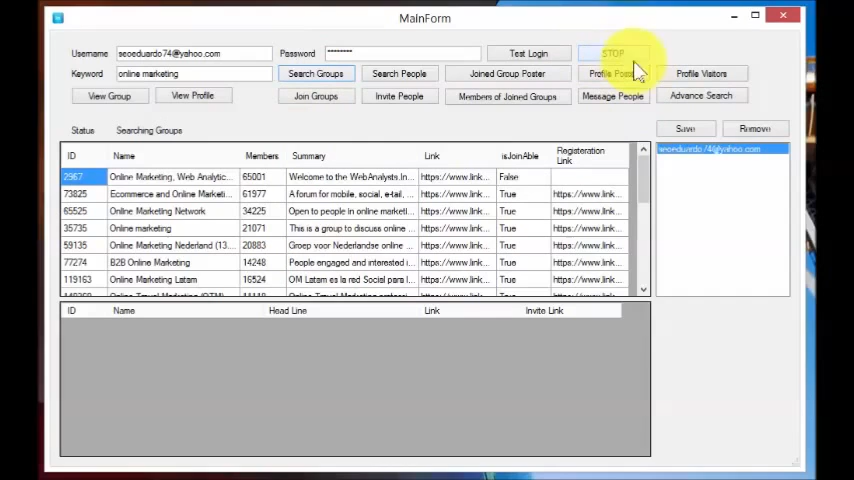 MainForm
Username seoeduardo74@yahoo.com Password ******** Test Login STOP
Keyword online marketing Search Groups Search People Joined Group Poster Profile Visitors
View Group View Profile Join Groups Invite People Members of Joined Groups Message People Advance Search
Status Searching Groups Save Remove
seoeduardo74@yahoo.com
ID Name Members Summary Link isJoinAble Registeration Link
2967 Online Marketing, Web Analytic... 65001 Welcome to the WebAnalysts.In... https://www.link... False
73825 Ecommerce and Online Marketi... 61977 A forum for mobile, social, e-tail, ... https://www.link... True https://www.link...
65525 Online Marketing Network 34225 Open to people in online marketi... https://www.link... True https://www.link...
35735 Online marketing 21071 This is a group to discuss online ... https://www.link... True https://www.link...
59135 Online Marketing Nederland (13.... 20883 Groep voor Nederlandse online ... https://www.link... True https://www.link...
77274 B2B Online Marketing 14248 People engaged and interested i... https://www.link... True https://www.link...
119163 Online Marketing Latam 16524 OM Latam es la red Social para l... https://www.link... True https://www.link...
ID Name Head Line Link Invite Link